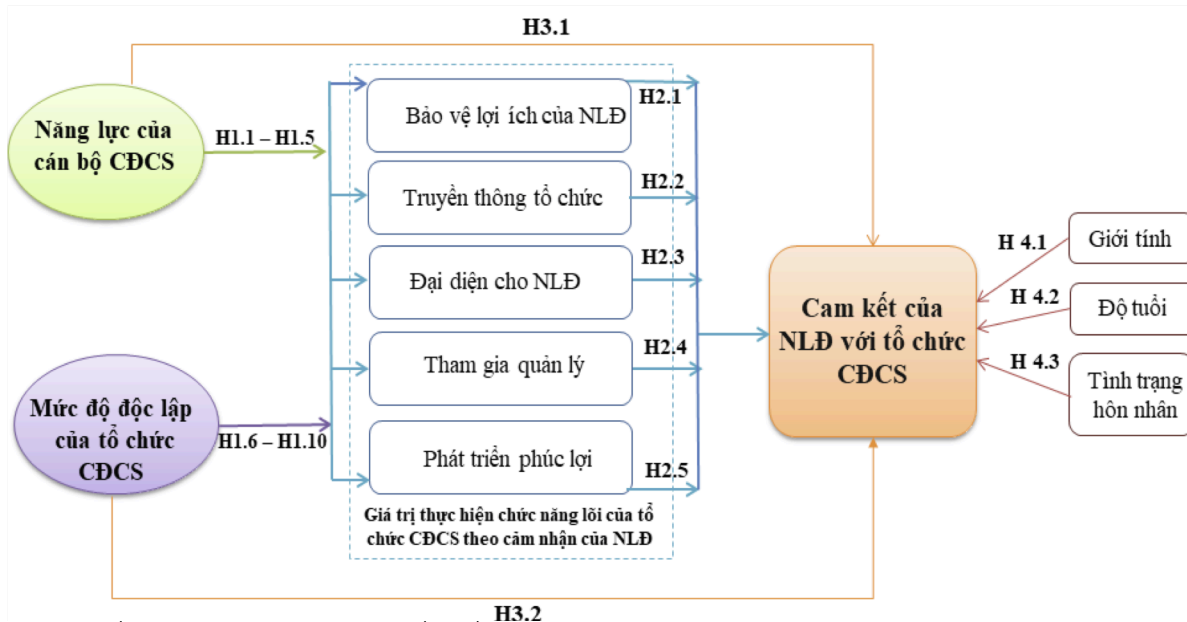 H3.1
Năng lực của
cán bộ CĐCS
H1.1 – H1.5
Mức độ độc lập
của tổ chức
CĐCS
H1.6 – H1.10
Bảo vệ lợi ích của NLĐ
Truyền thông tổ chức
Đại diện cho NLĐ
Tham gia quản lý
Phát triển phúc lợi
Giá trị thực hiện chức năng lõi của tổ
chức CĐCS theo cảm nhận của NLĐ
H2.1
H2.2
H2.3
H2.4
H2.5
Cam kết của
NLĐ với tổ chức
CĐCS
H 4.1
H 4.2
H 4.3
Giới tính
Độ tuổi
Tình trạng
hôn nhân
H3.2